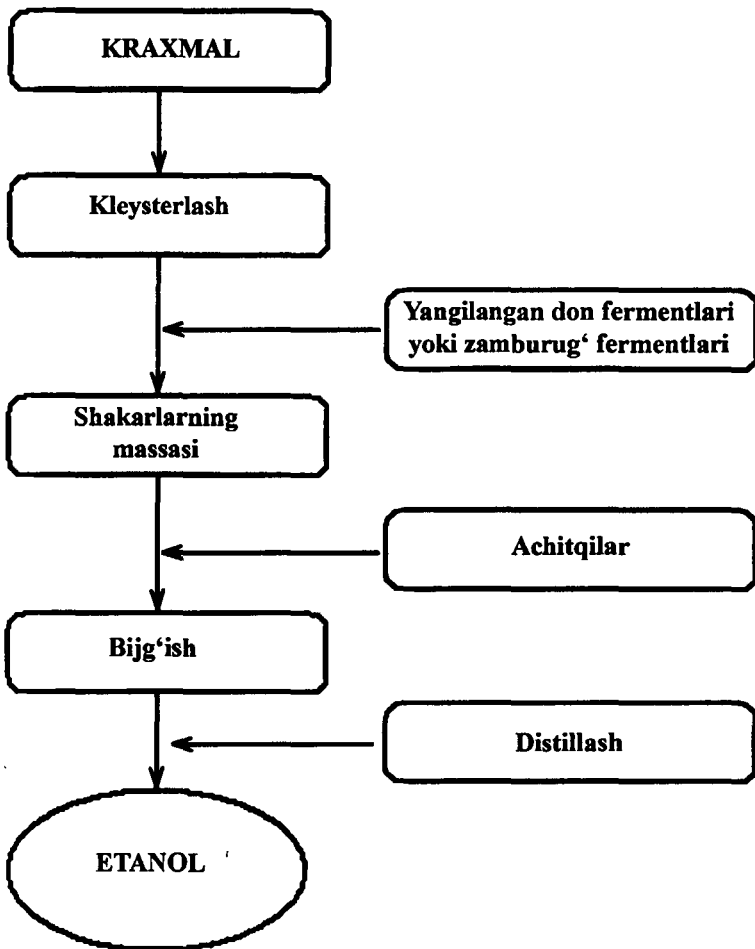 KRAXMAL
Kleysterlash
Yangilangan don fermentlari
yoki zamburug‘ fermentlari
Shakarlarning
massasi
Achitqilar
Bijg‘ish
Distillash
ETANOL